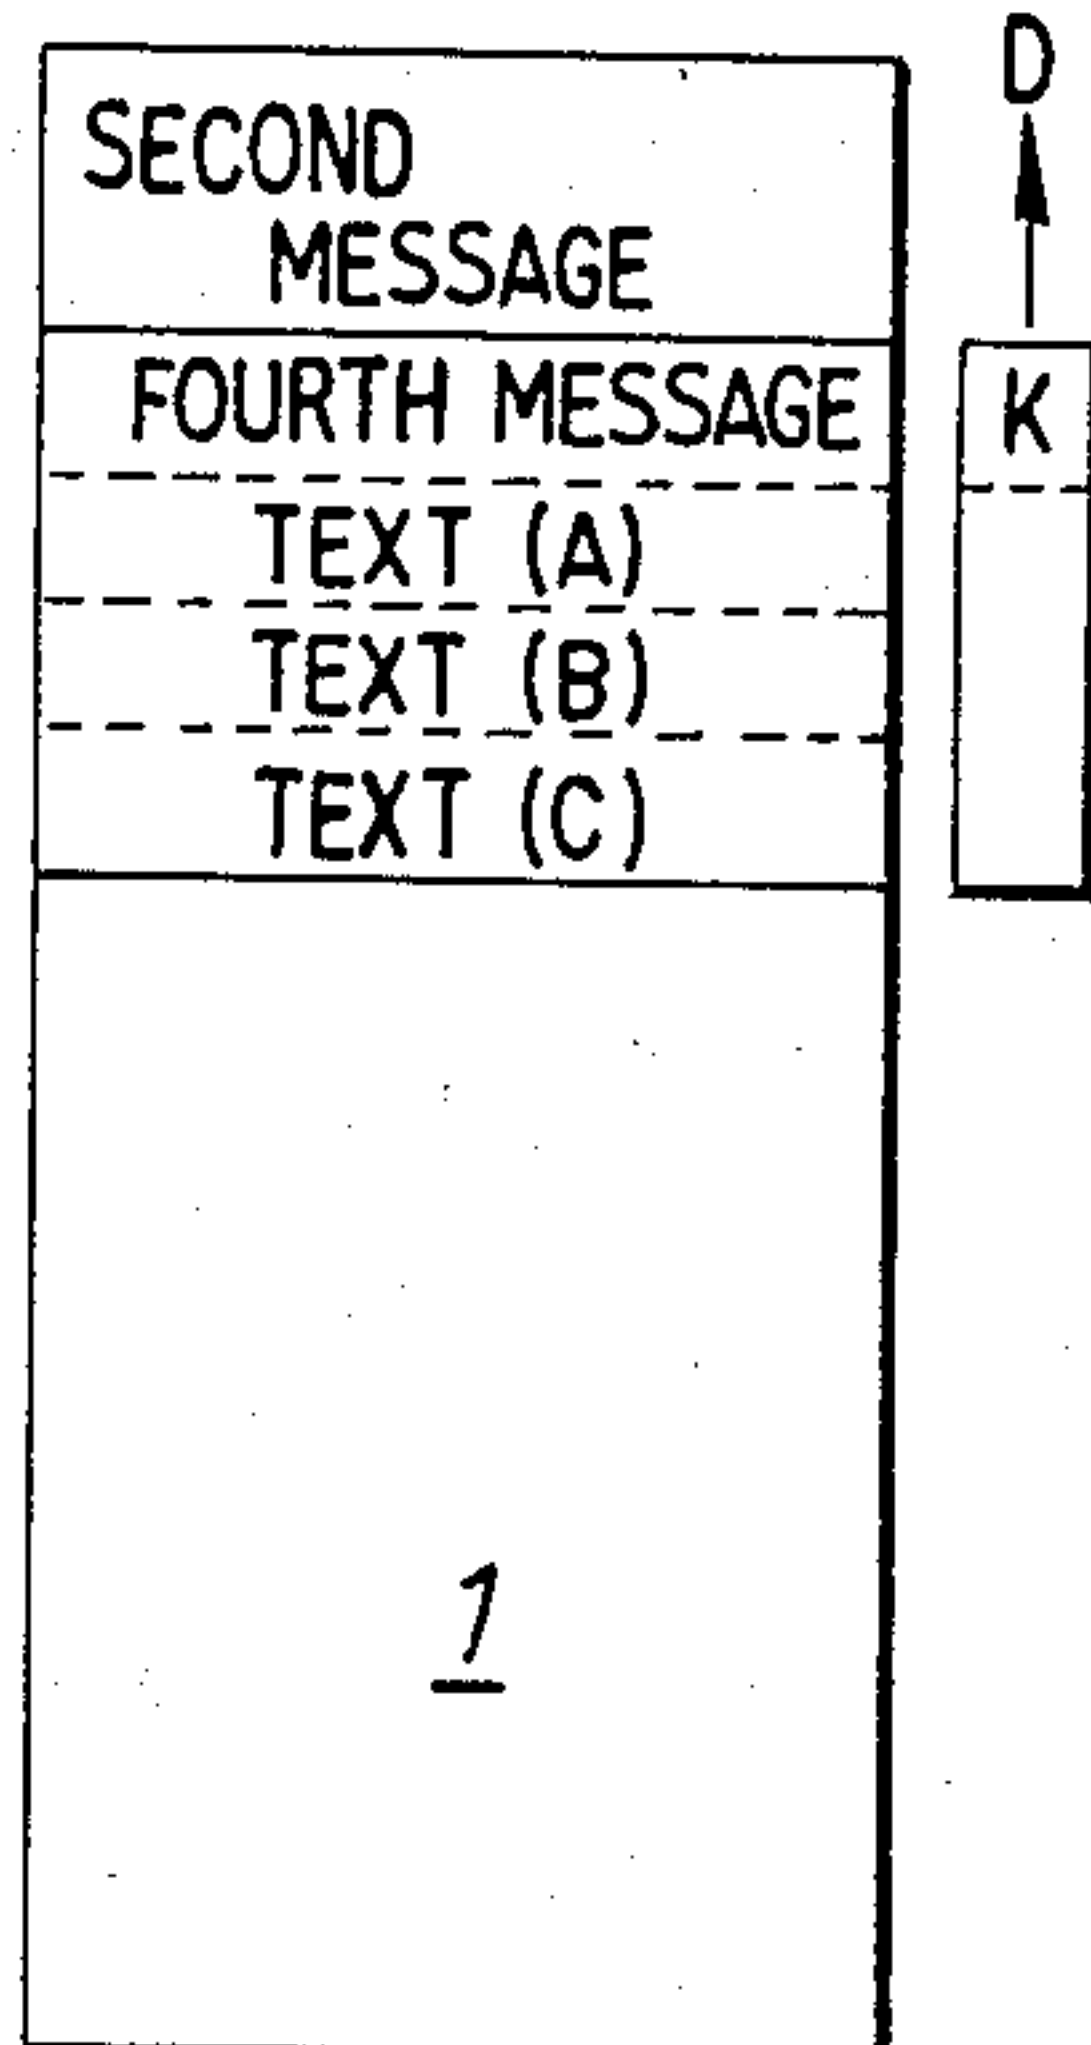 D
SECOND
MESSAGE
FOURTH MESSAGE
K
TEXT (A)
TEXT (B)
TEXT (C)
1